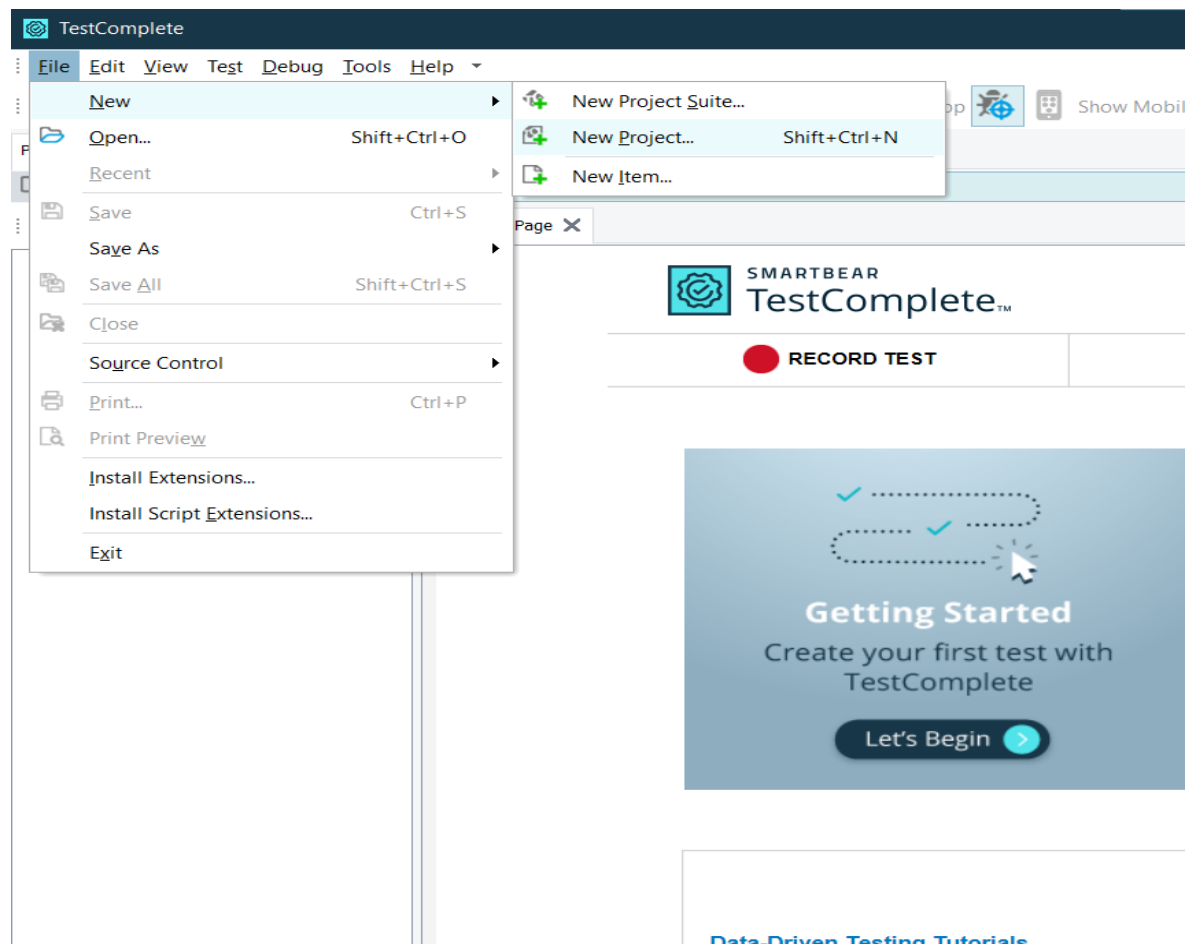 TestComplete
File Edit View Test Debug Tools Help
New
Open... Shift+Ctrl+O
Recent
Save Ctrl+S
Save As
Save All Shift+Ctrl+S
Close
Source Control
Print... Ctrl+P
Print Preview
Install Extensions...
Install Script Extensions...
Exit
New Project Suite...
New Project... Shift+Ctrl+N
New Item...
Show Mobil
Page
SMARTBEAR
TestComplete™
RECORD TEST
Getting Started
Create your first test with
TestComplete
Let's Begin
Data-Driven Testing Tutorials